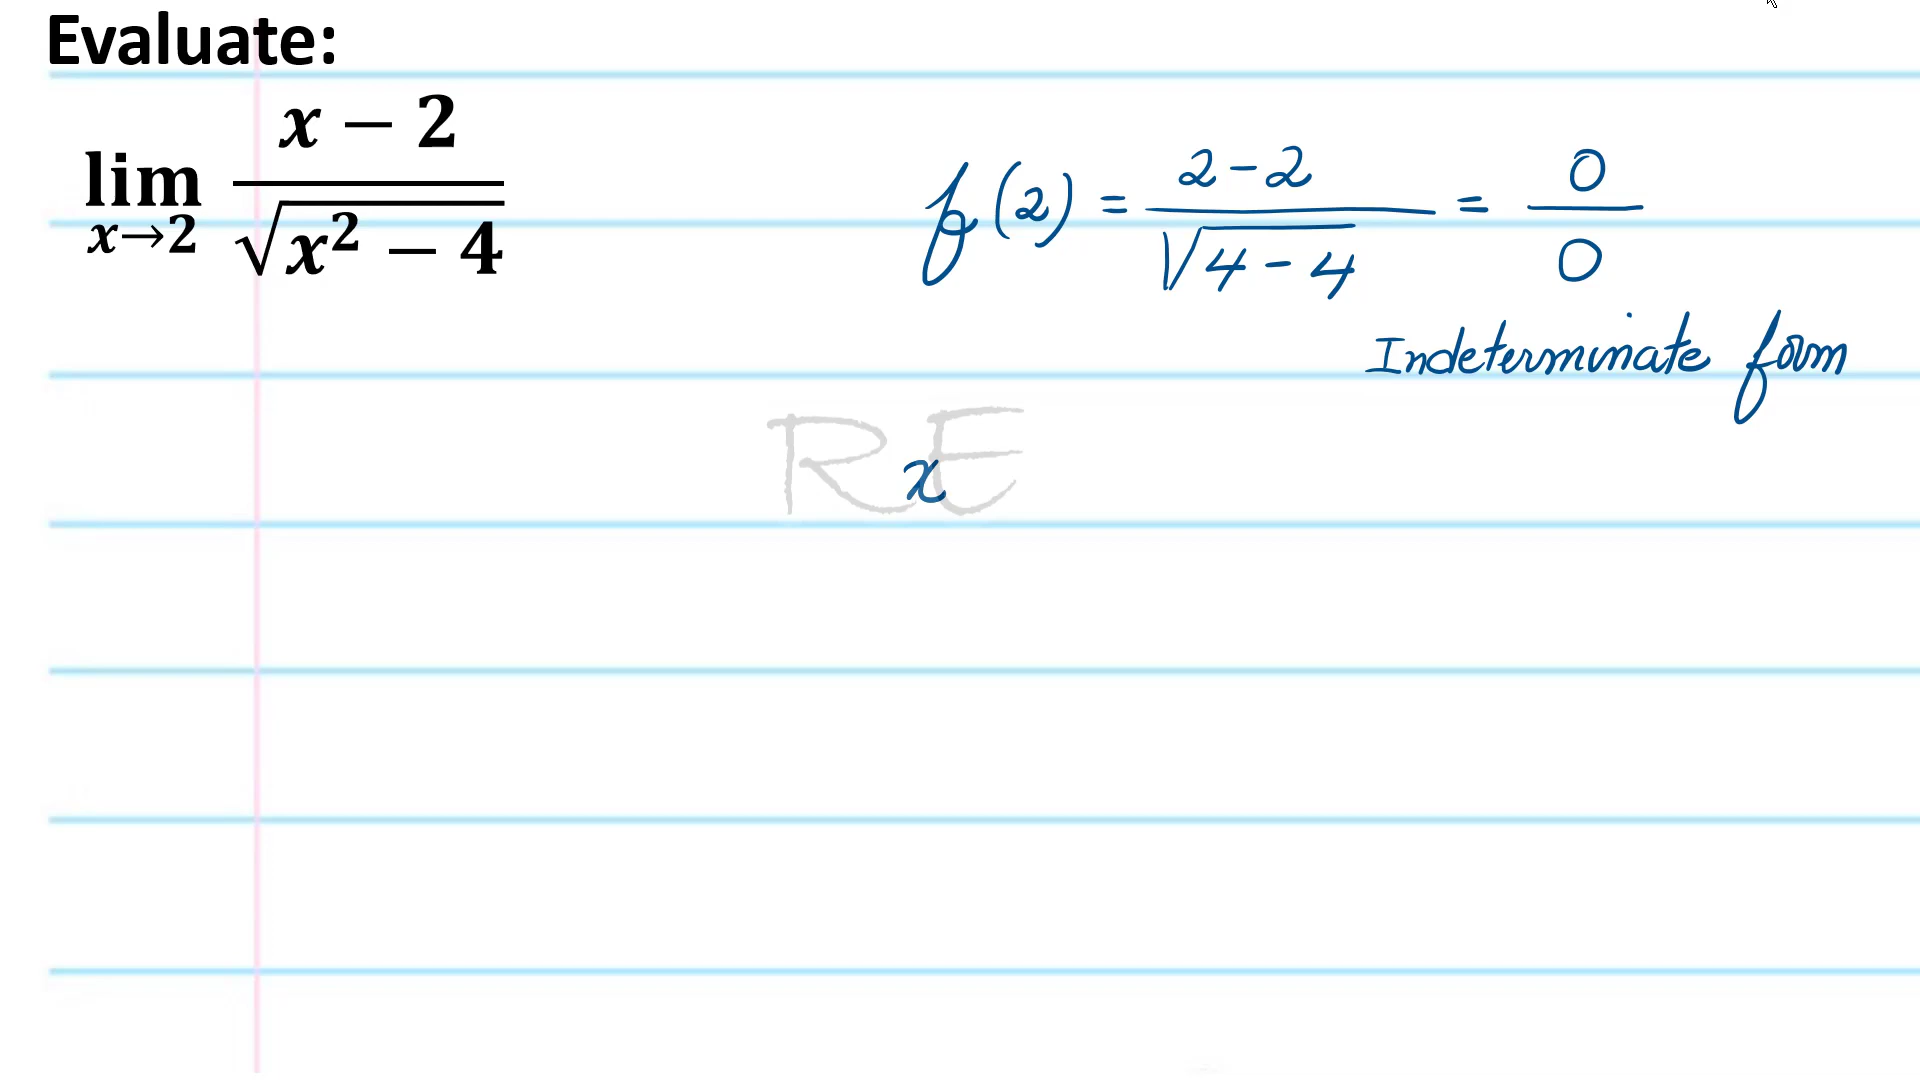 Evaluate:
lim x→2 (x − 2)/√(x² − 4)
f(2) = (2 - 2)/√(4 - 4) = 0/0
Indeterminate form
RE
x